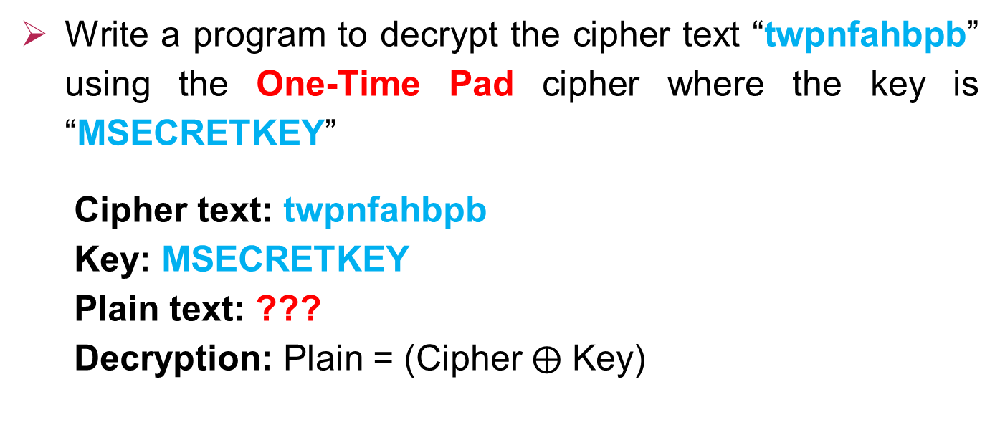 ➢ Write a program to decrypt the cipher text “twpnfahbpb”
using the One-Time Pad cipher where the key is
“MSECRETKEY”
Cipher text: twpnfahbpb
Key: MSECRETKEY
Plain text: ???
Decryption: Plain = (Cipher ⊕ Key)